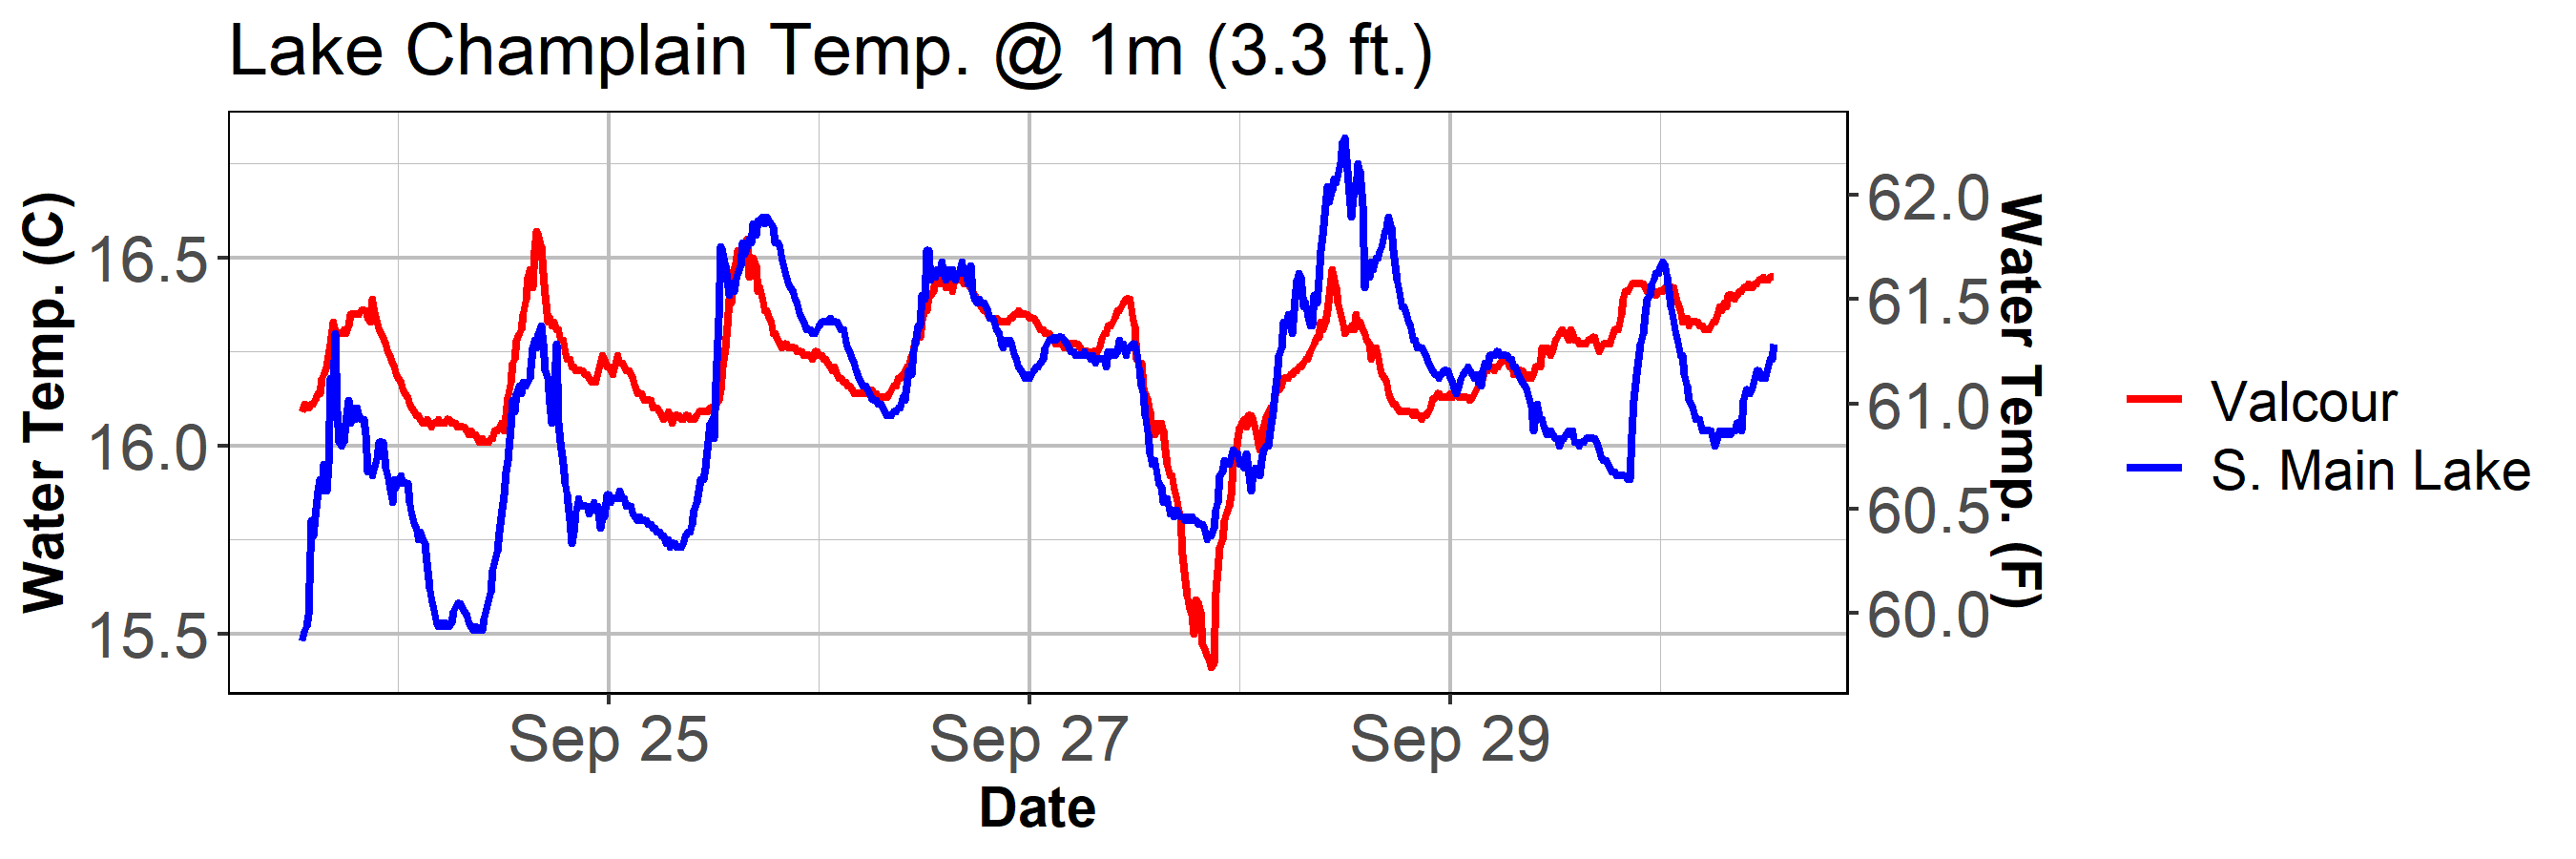 Lake Champlain Temp. @ 1m (3.3 ft.)
Water Temp. (C)
16.5
16.0
15.5
62.0
61.5
61.0
60.5
60.0
Water Temp. (F)
Sep 25
Sep 27
Sep 29
Date
Valcour
S. Main Lake